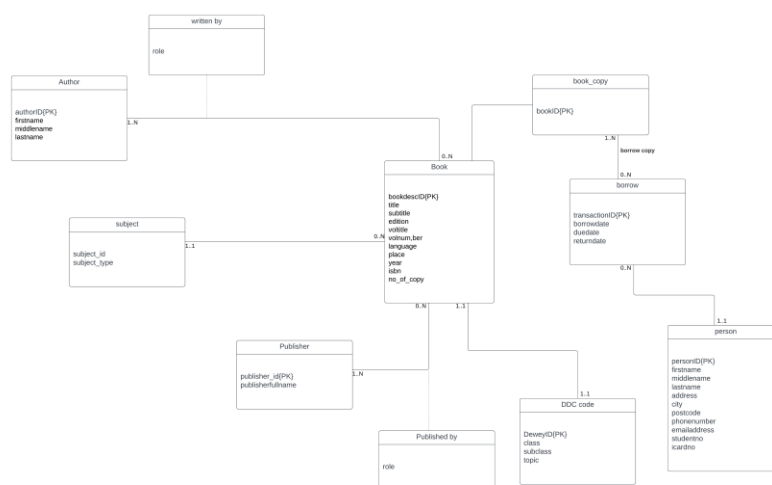 written by
role
Author
authorID{PK}
firstname
middlename
lastname
1..N
0..N
book_copy
bookID{PK}
1..N
borrow copy
0..N
borrow
transactionID{PK}
borrowdate
duedate
returndate
0..N
1..1
person
personID{PK}
firstname
middlename
lastname
address
city
postcode
phonenumber
emailaddress
studentno
icardno
Book
bookdescID{PK}
title
subtitle
edition
voltitle
volnum,ber
language
place
year
isbn
no_of_copy
subject
subject_id
subject_type
1..1
0..N
0..N
1..1
Publisher
publisher_id{PK}
publisherfullname
1..N
Published by
role
1..1
DDC code
DeweyID{PK}
class
subclass
topic